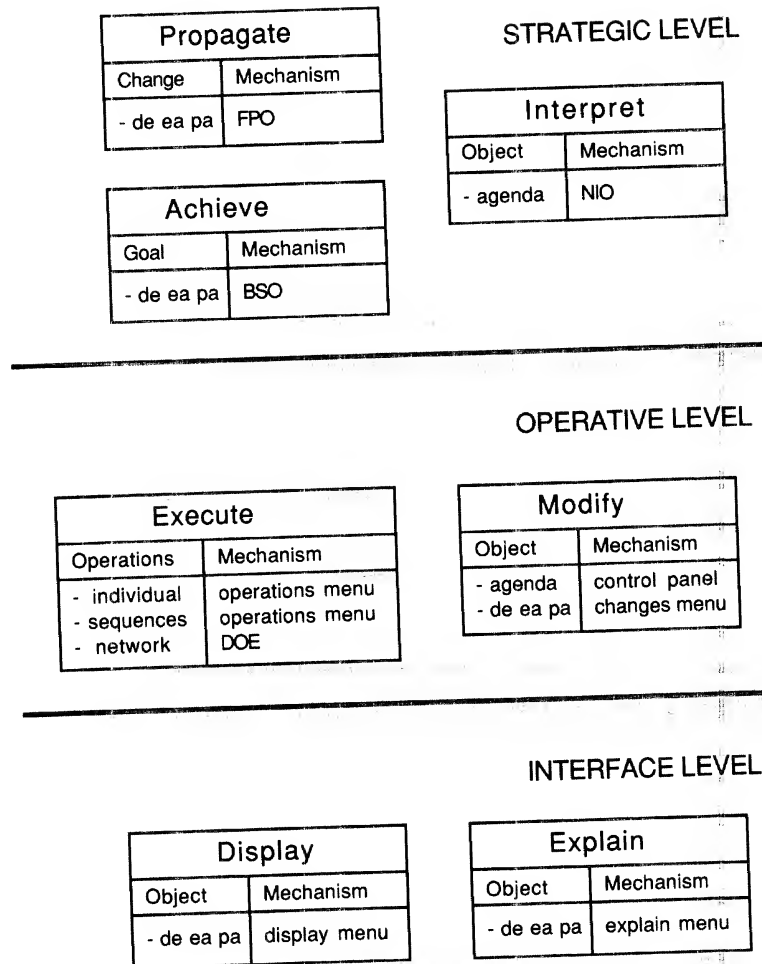 STRATEGIC LEVEL
Propagate
Change Mechanism
- de ea pa FPO
Interpret
Object Mechanism
- agenda NIO
Achieve
Goal Mechanism
- de ea pa BSO
OPERATIVE LEVEL
Execute
Operations Mechanism
- individual operations menu
- sequences operations menu
- network DOE
Modify
Object Mechanism
- agenda control panel
- de ea pa changes menu
INTERFACE LEVEL
Display
Object Mechanism
- de ea pa display menu
Explain
Object Mechanism
- de ea pa explain menu